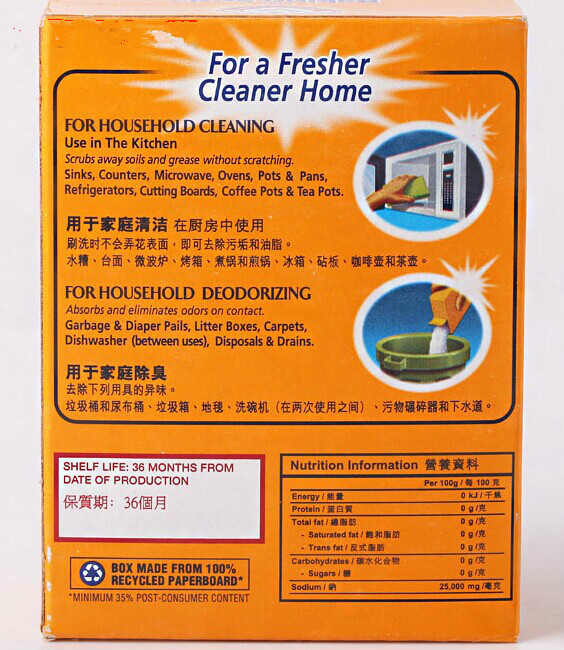 For a Fresher
Cleaner Home
FOR HOUSEHOLD CLEANING
Use in The Kitchen
Scrubs away soils and grease without scratching.
Sinks, Counters, Microwave, Ovens, Pots & Pans,
Refrigerators, Cutting Boards, Coffee Pots & Tea Pots.
用于家庭清洁 在厨房中使用
刷洗时不会弄花表面，即可去除污垢和油脂。
水糟、台面、微波炉、烤箱、煮锅和煎锅、冰箱、砧板、咖啡壶和茶壶。
FOR HOUSEHOLD DEODORIZING
Absorbs and eliminates odors on contact.
Garbage & Diaper Pails, Litter Boxes, Carpets,
Dishwasher (between uses), Disposals & Drains.
用于家庭除臭
去除下列用具的异味。
垃圾桶和尿布桶、垃圾箱、地毯、洗碗机（在两次使用之间）、污物碾碎器和下水道。
SHELF LIFE: 36 MONTHS FROM
DATE OF PRODUCTION
保質期: 36個月
BOX MADE FROM 100%
RECYCLED PAPERBOARD*
*MINIMUM 35% POST-CONSUMER CONTENT
Nutrition Information 營養資料
Per 100g / 每 100 克
Energy / 能量 0 kJ / 千焦
Protein / 蛋白質 0 g /克
Total fat / 總脂肪 0 g /克
- Saturated fat / 飽和脂肪 0 g /克
- Trans fat / 反式脂肪 0 g /克
Carbohydrates / 碳水化合物 0 g /克
- Sugars / 糖 0 g /克
Sodium / 鈉 25,000 mg /毫克